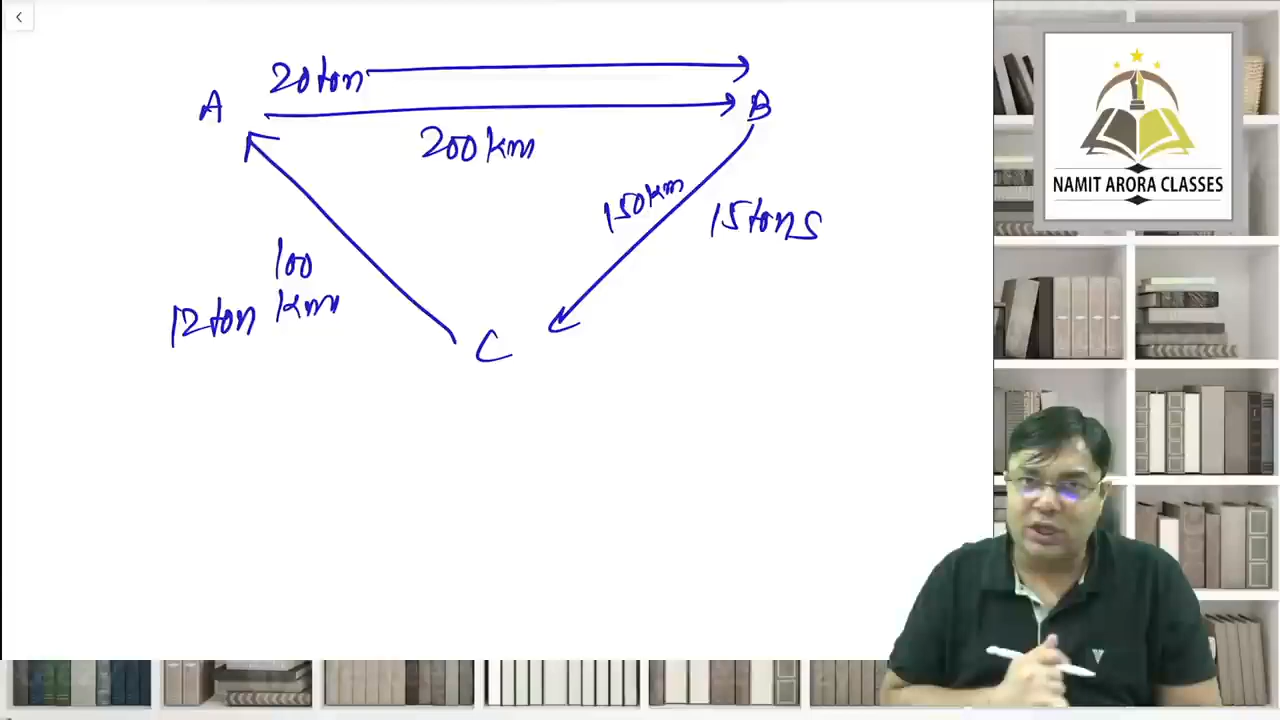 20 ton
A
B
200 km
150 km
15 tons
100
km
12 ton
C
NAMIT ARORA CLASSES